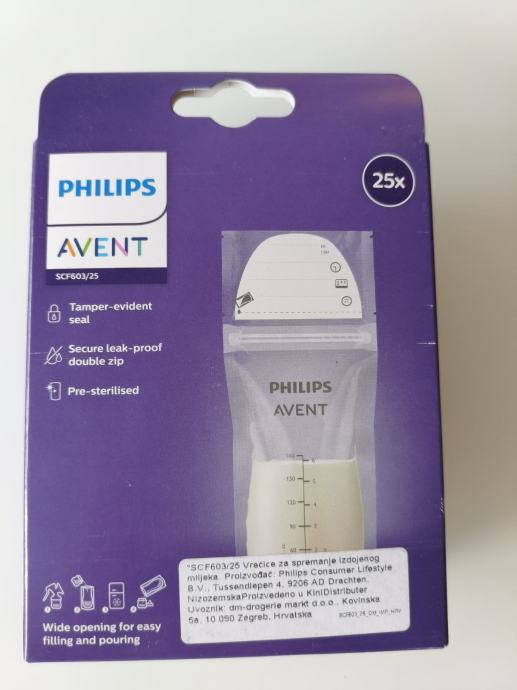 25x
PHILIPS
AVENT
SCF603/25
Tamper-evident
seal
Secure leak-proof
double zip
Pre-sterilised
PHILIPS
AVENT
Wide opening for easy
filling and pouring
"SCF603/25 Vrećice za spremanje izdojenog
mlijeka. Proizvođač: Philips Consumer Lifestyle
B.V., Tussendiepen 4, 9206 AD Drachten,
NizozemskaProizvedeno u KiniDistributer
Uvoznik: dm-drogerie markt d.o.o., Kovinska
5a, 10 090 Zagreb, Hrvatska